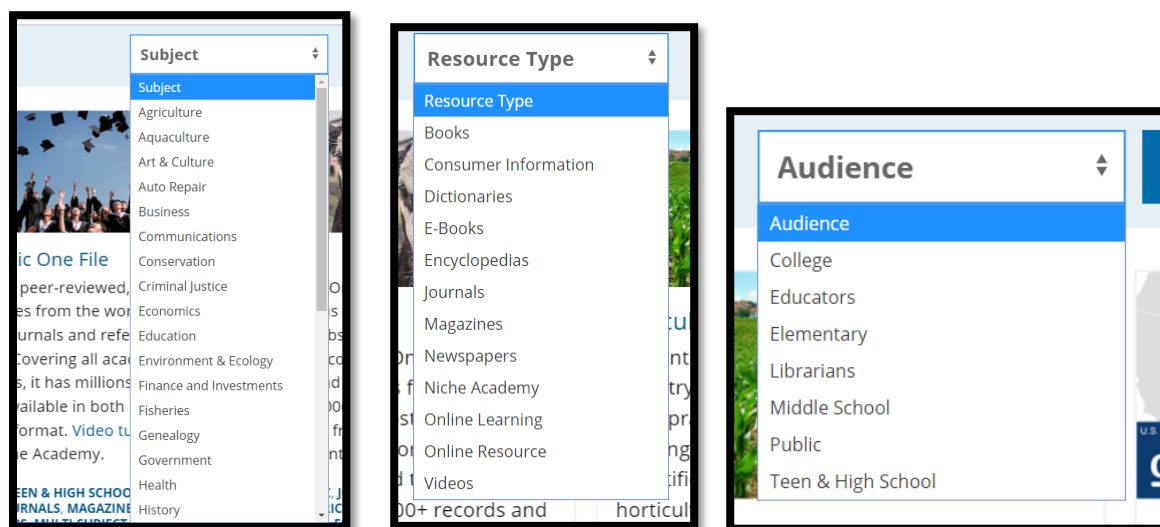 Subject
Subject
Agriculture
Aquaculture
Art & Culture
Auto Repair
Business
Communications
Conservation
Criminal Justice
Economics
Education
Environment & Ecology
Finance and Investments
Fisheries
Genealogy
Government
Health
History
ic One File
peer-reviewed,
es from the wor
urnals and refe
Covering all aca
s, it has millions
vailable in both
format. Video tu
e Academy.
EEN & HIGH SCHOO
URNALS, MAGAZINE
Resource Type
Resource Type
Books
Consumer Information
Dictionaries
E-Books
Encyclopedias
Journals
Magazines
Newspapers
Niche Academy
Online Learning
Online Resource
Videos
00+ records and
horticul
Audience
Audience
College
Educators
Elementary
Librarians
Middle School
Public
Teen & High School
U.S.